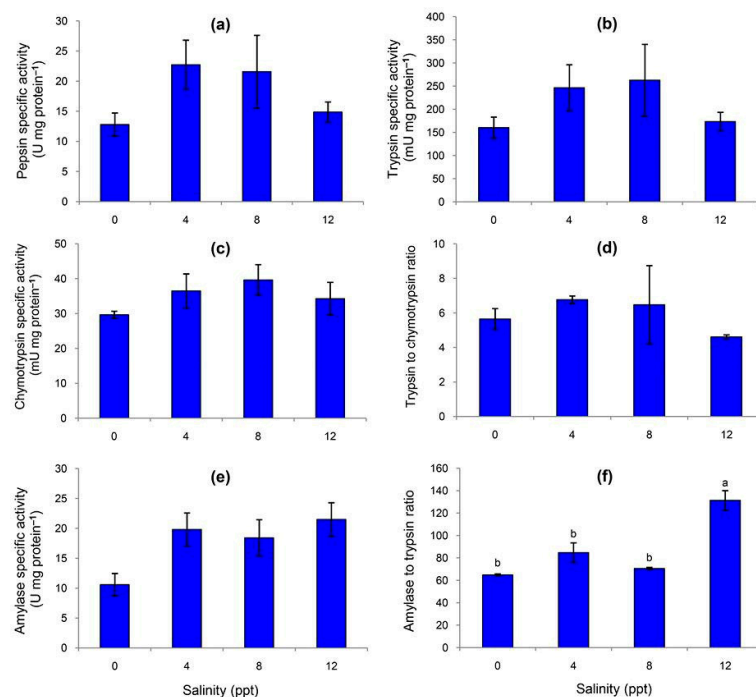 (a)
Pepsin specific activity
(U mg protein⁻¹)
30
25
20
15
10
5
0
0 4 8 12
(b)
Trypsin specific activity
(mU mg protein⁻¹)
400
350
300
250
200
150
100
50
0
0 4 8 12
(c)
Chymotrypsin specific activity
(mU mg protein⁻¹)
50
40
30
20
10
0
0 4 8 12
(d)
Trypsin to chymotrypsin ratio
10
8
6
4
2
0
0 4 8 12
(e)
Amylase specific activity
(U mg protein⁻¹)
30
25
20
15
10
5
0
0 4 8 12
Salinity (ppt)
(f)
Amylase to trypsin ratio
160
140
120
100
80
60
40
20
0
b b b a
0 4 8 12
Salinity (ppt)